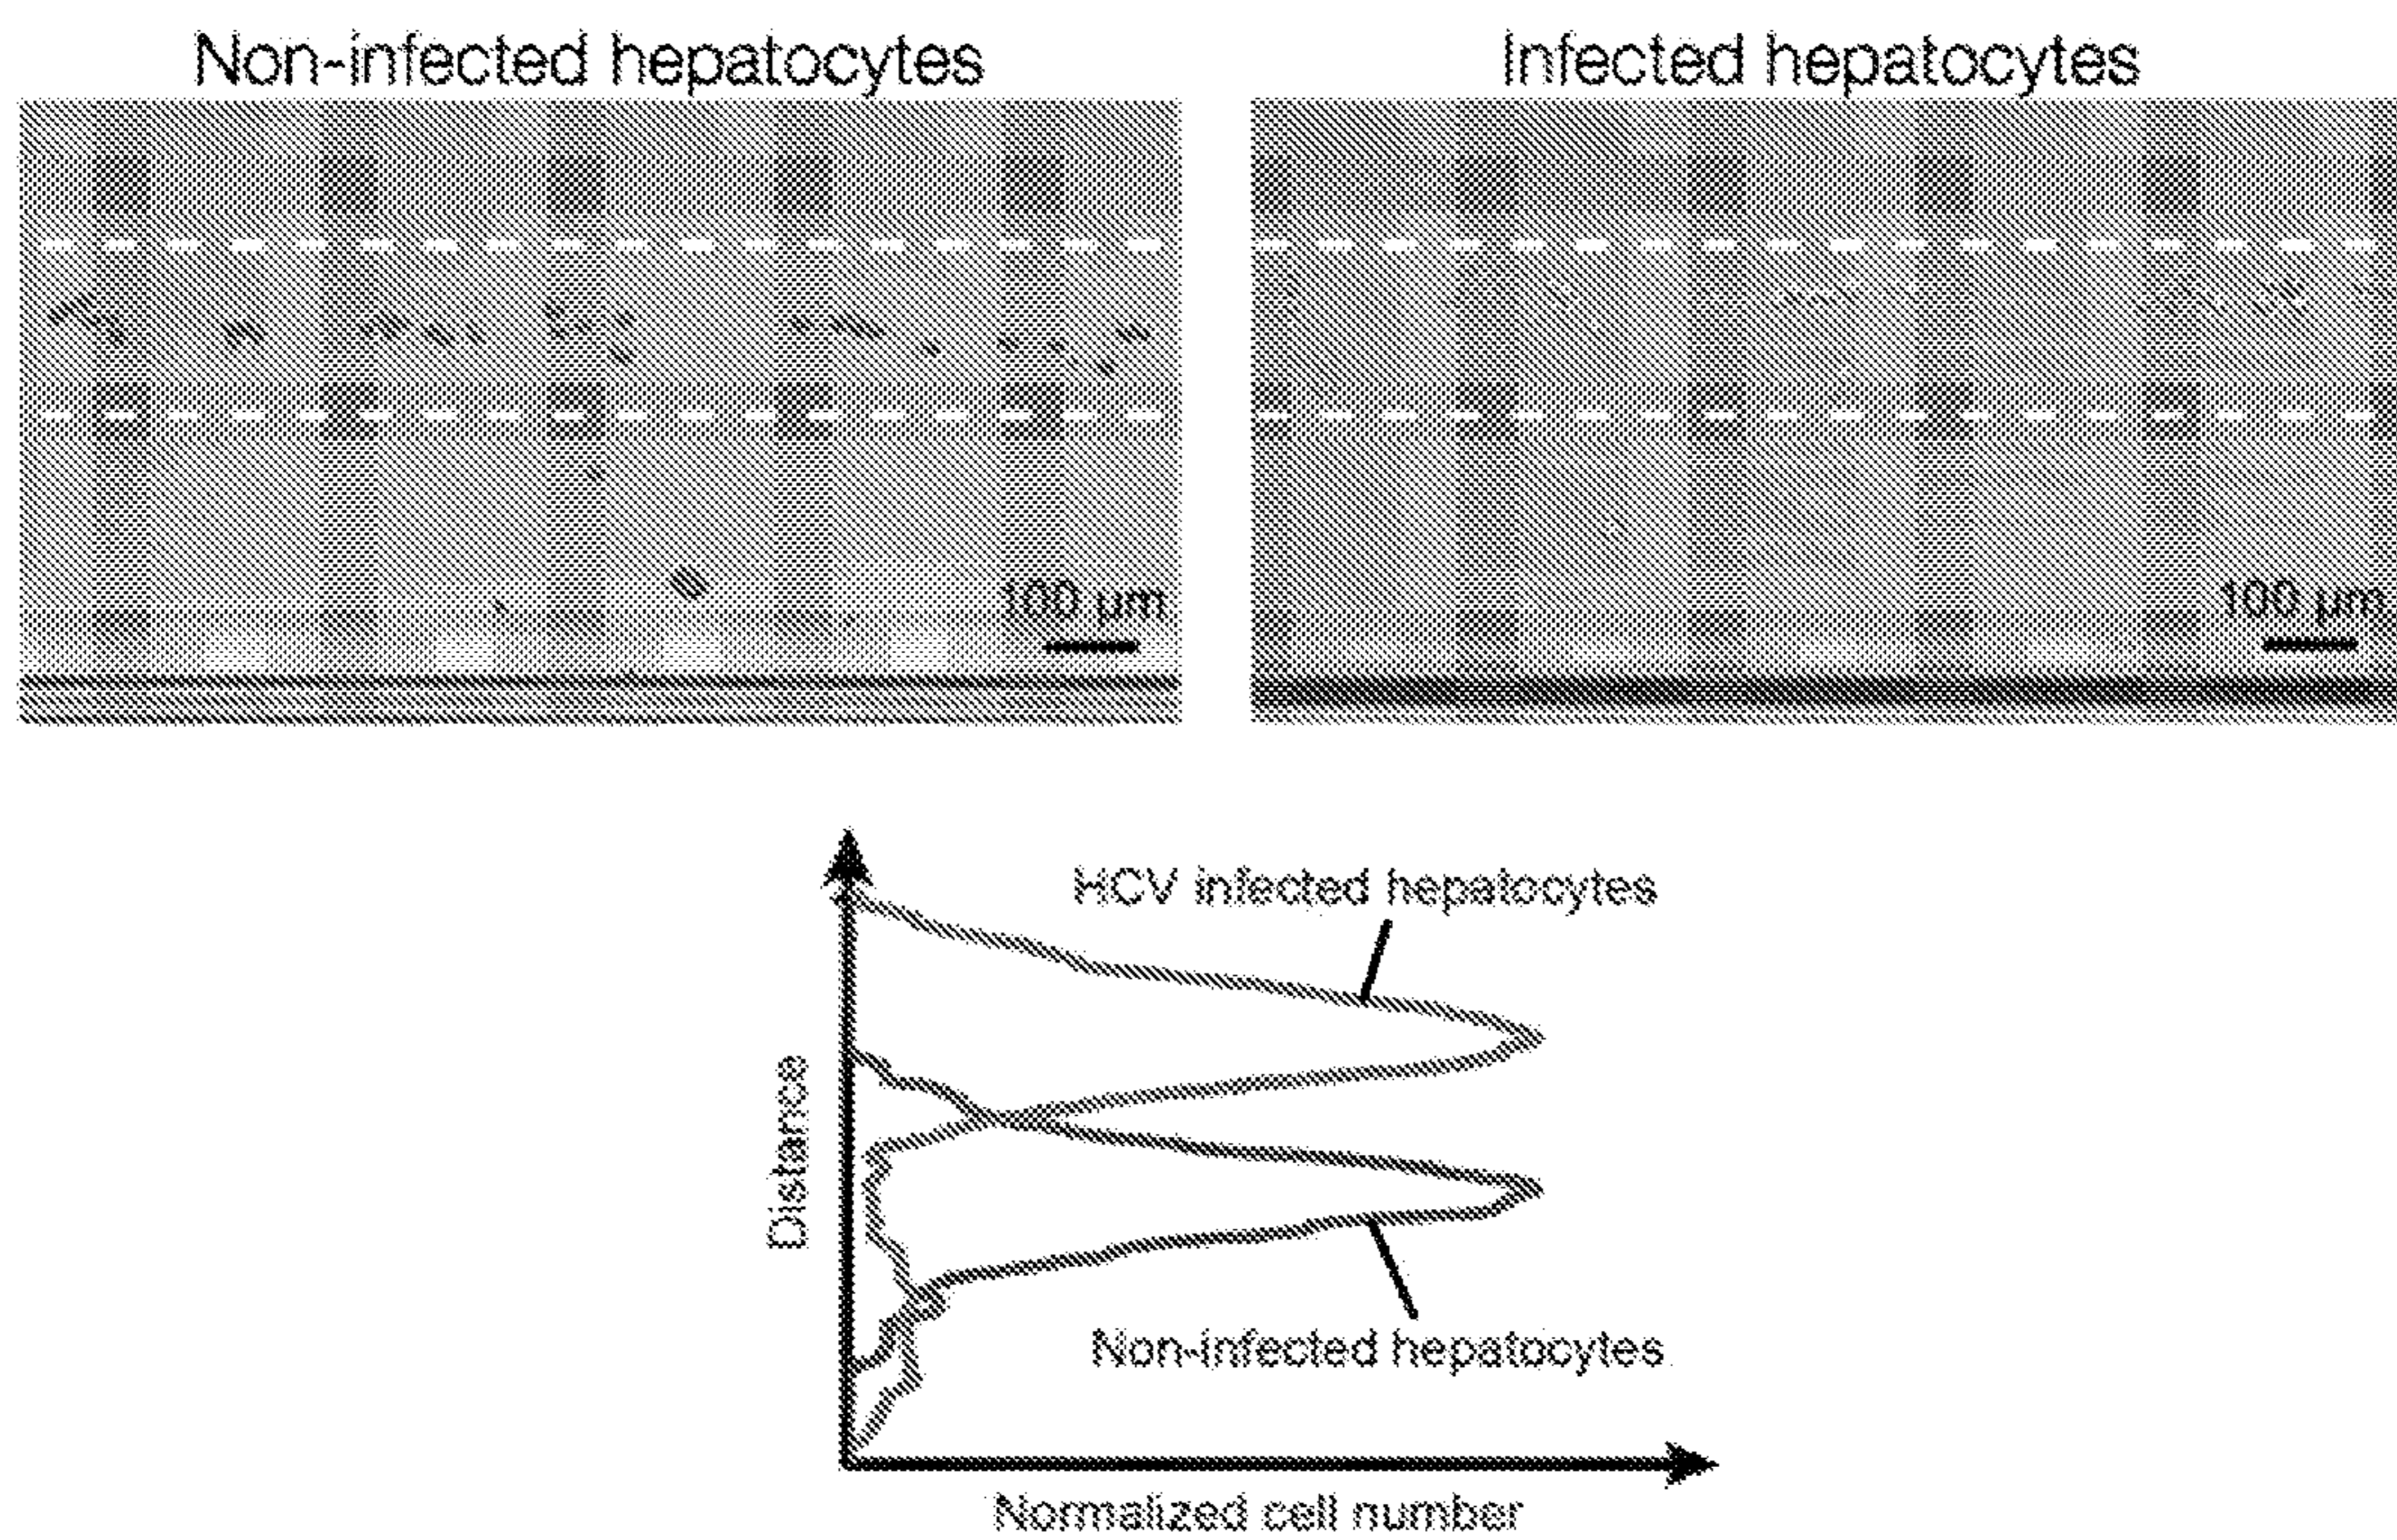 Non-infected hepatocytes
Infected hepatocytes
100 µm
100 µm
HCV infected hepatocytes
Distance
Non-infected hepatocytes
Normalized cell number